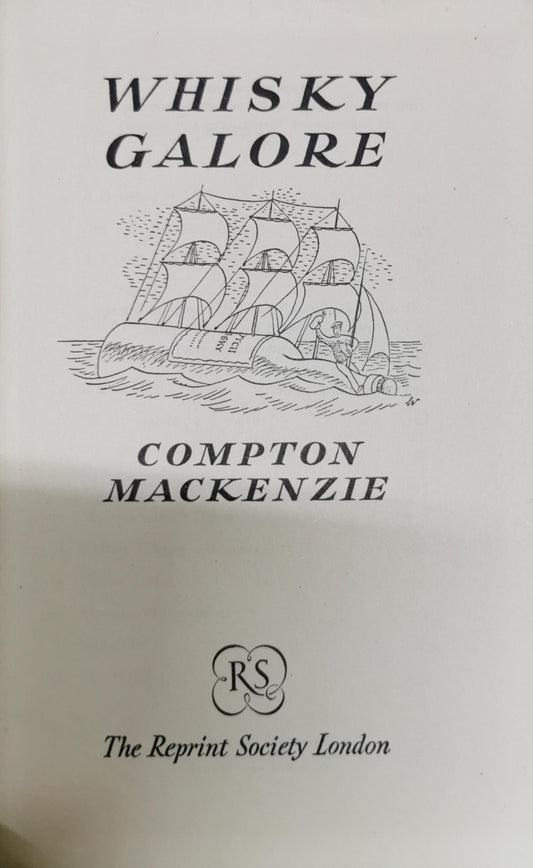 WHISKY
GALORE
COMPTON
MACKENZIE
RS
The Reprint Society London